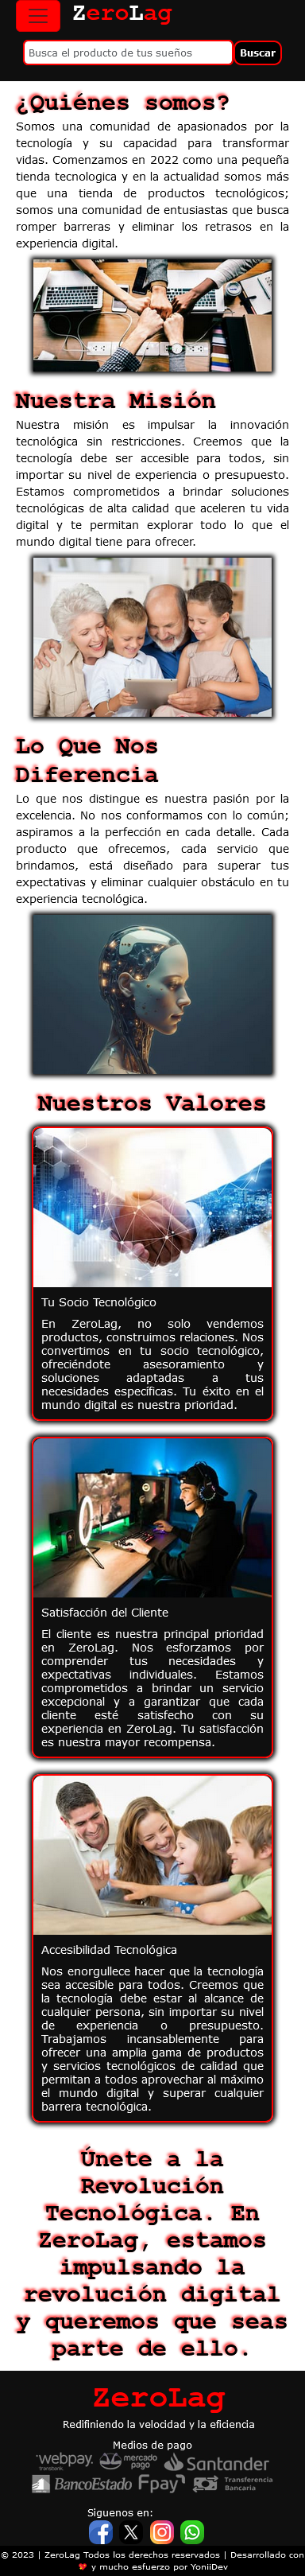 ZeroLag
Busca el producto de tus sueños
Buscar
¿Quiénes somos?
Somos una comunidad de apasionados por la
tecnología y su capacidad para transformar
vidas. Comenzamos en 2022 como una pequeña
tienda tecnologica y en la actualidad somos más
que una tienda de productos tecnológicos;
somos una comunidad de entusiastas que busca
romper barreras y eliminar los retrasos en la
experiencia digital.
Nuestra Misión
Nuestra misión es impulsar la innovación
tecnológica sin restricciones. Creemos que la
tecnología debe ser accesible para todos, sin
importar su nivel de experiencia o presupuesto.
Estamos comprometidos a brindar soluciones
tecnológicas de alta calidad que aceleren tu vida
digital y te permitan explorar todo lo que el
mundo digital tiene para ofrecer.
Lo Que Nos
Diferencia
Lo que nos distingue es nuestra pasión por la
excelencia. No nos conformamos con lo común;
aspiramos a la perfección en cada detalle. Cada
producto que ofrecemos, cada servicio que
brindamos, está diseñado para superar tus
expectativas y eliminar cualquier obstáculo en tu
experiencia tecnológica.
Nuestros Valores
Tu Socio Tecnológico
En ZeroLag, no solo vendemos
productos, construimos relaciones. Nos
convertimos en tu socio tecnológico,
ofreciéndote asesoramiento y
soluciones adaptadas a tus
necesidades específicas. Tu éxito en el
mundo digital es nuestra prioridad.
Satisfacción del Cliente
El cliente es nuestra principal prioridad
en ZeroLag. Nos esforzamos por
comprender tus necesidades y
expectativas individuales. Estamos
comprometidos a brindar un servicio
excepcional y a garantizar que cada
cliente esté satisfecho con su
experiencia en ZeroLag. Tu satisfacción
es nuestra mayor recompensa.
Accesibilidad Tecnológica
Nos enorgullece hacer que la tecnología
sea accesible para todos. Creemos que
la tecnología debe estar al alcance de
cualquier persona, sin importar su nivel
de experiencia o presupuesto.
Trabajamos incansablemente para
ofrecer una amplia gama de productos
y servicios tecnológicos de calidad que
permitan a todos aprovechar al máximo
el mundo digital y superar cualquier
barrera tecnológica.
Únete a la
Revolución
Tecnológica. En
ZeroLag, estamos
impulsando la
revolución digital
y queremos que seas
parte de ello.
ZeroLag
Redifiniendo la velocidad y la eficiencia
Medios de pago
webpay.
transbank.
mercado
pago
Santander
BancoEstado
Fpay
Transferencia
Bancaria
Siguenos en:
© 2023 | ZeroLag Todos los derechos reservados | Desarrollado con
y mucho esfuerzo por YoniiDev